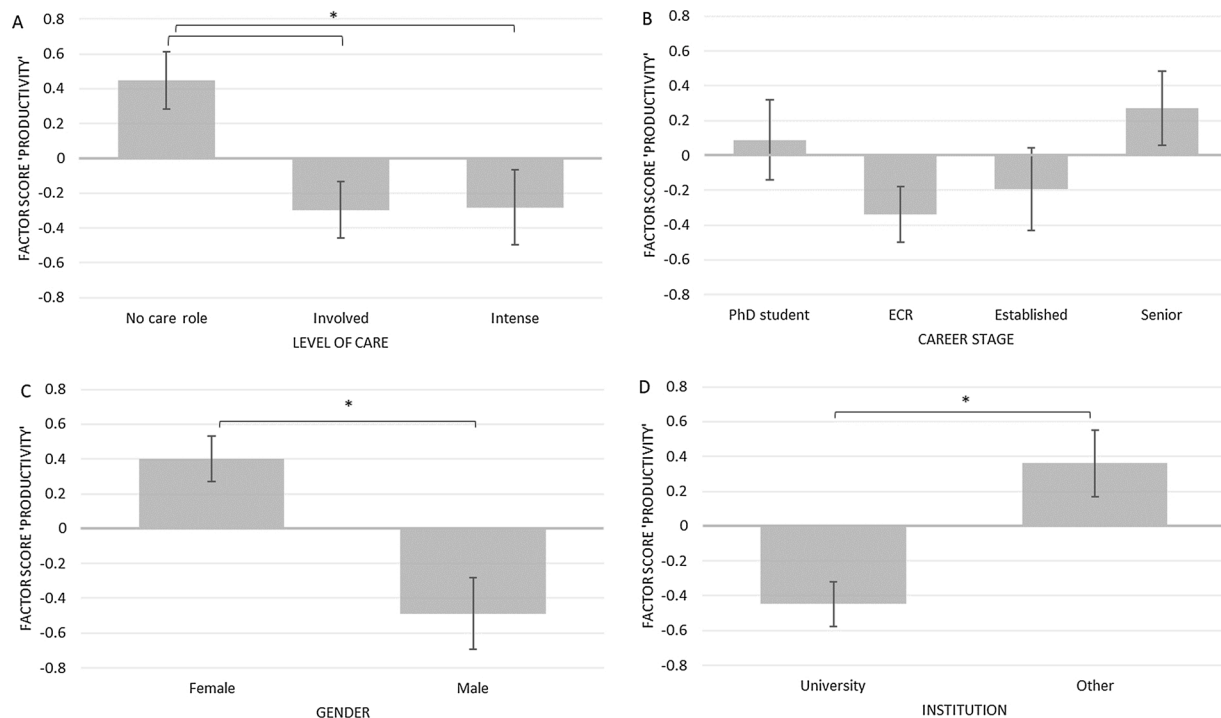 A
FACTOR SCORE 'PRODUCTIVITY'
0.8
0.6
0.4
0.2
0
-0.2
-0.4
-0.6
-0.8
*
No care role Involved Intense
LEVEL OF CARE
B
FACTOR SCORE 'PRODUCTIVITY'
0.8
0.6
0.4
0.2
0
-0.2
-0.4
-0.6
-0.8
PhD student ECR Established Senior
CAREER STAGE
C
FACTOR SCORE 'PRODUCTIVITY'
0.8
0.6
0.4
0.2
0
-0.2
-0.4
-0.6
-0.8
*
Female Male
GENDER
D
FACTOR SCORE 'PRODUCTIVITY'
0.8
0.6
0.4
0.2
0
-0.2
-0.4
-0.6
-0.8
*
University Other
INSTITUTION